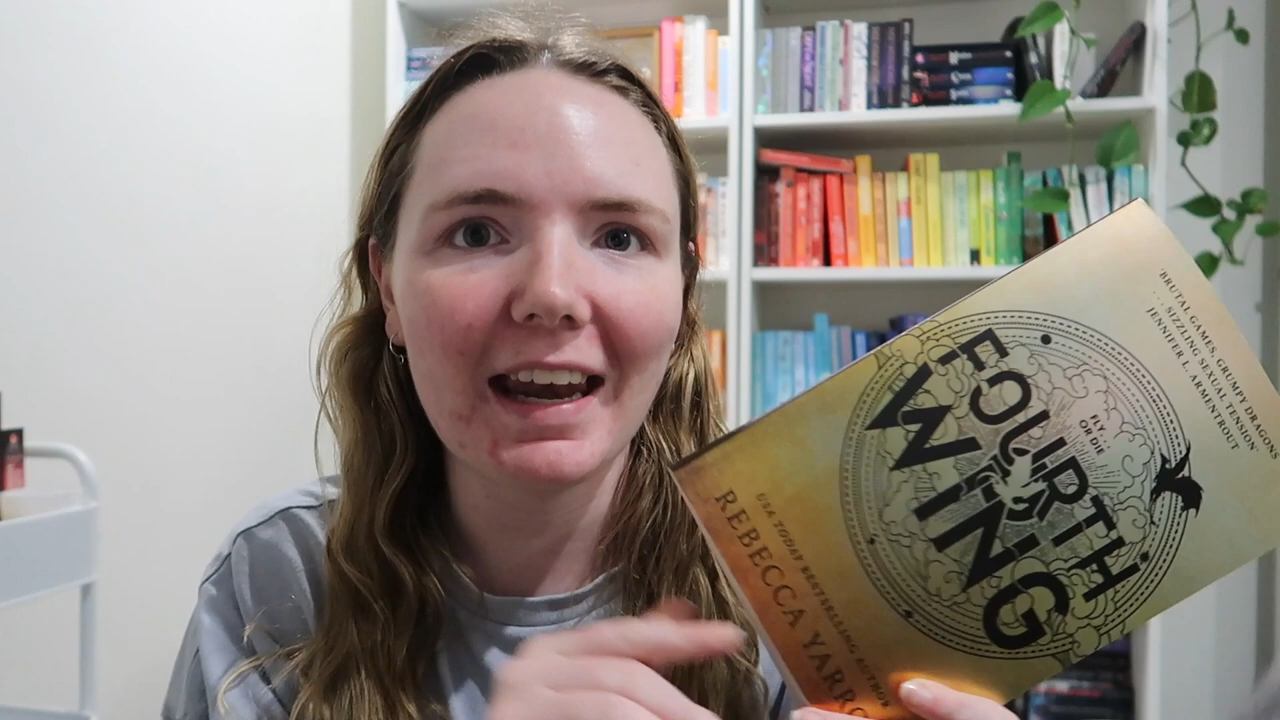 'BRUTAL GAMES, GRUMPY DRAGONS
... SIZZLING SEXUAL TENSION'
JENNIFER L. ARMENTROUT
FLY
OR DIE
FOURTH
WING
USA TODAY BESTSELLING AUTHOR
REBECCA